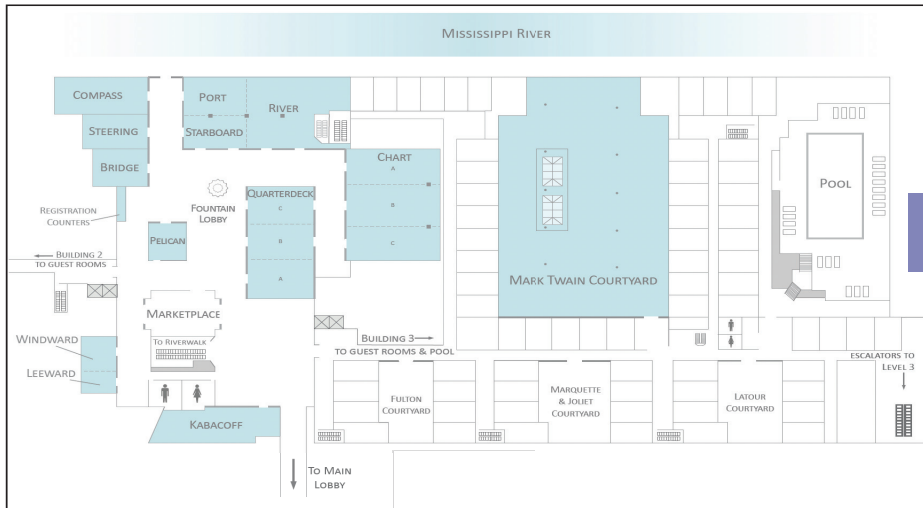 MISSISSIPPI RIVER
COMPASS
PORT
RIVER
STEERING
STARBOARD
BRIDGE
CHART
A
B
C
POOL
QUARTERDECK
C
B
A
REGISTRATION
COUNTERS
FOUNTAIN
LOBBY
PELICAN
BUILDING 2
TO GUEST ROOMS
MARK TWAIN COURTYARD
MARKETPLACE
TO RIVERWALK
WINDWARD
LEEWARD
BUILDING 3
TO GUEST ROOMS & POOL
ESCALATORS TO
LEVEL 3
FULTON
COURTYARD
MARQUETTE
& JOLIET
COURTYARD
LATOUR
COURTYARD
KABACOFF
TO MAIN
LOBBY